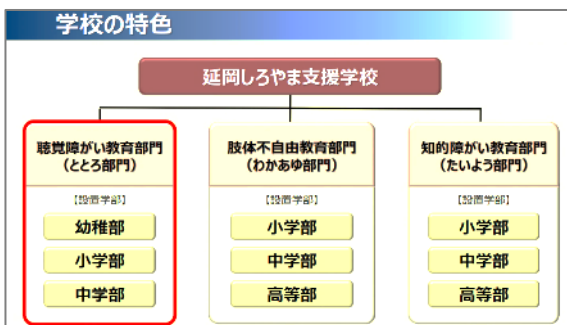 学校の特色
延岡しろやま支援学校
聴覚障がい教育部門
(ととろ部門)
【設置学部】
幼稚部
小学部
中学部
肢体不自由教育部門
(わかあゆ部門)
【設置学部】
小学部
中学部
高等部
知的障がい教育部門
(たいよう部門)
【設置学部】
小学部
中学部
高等部